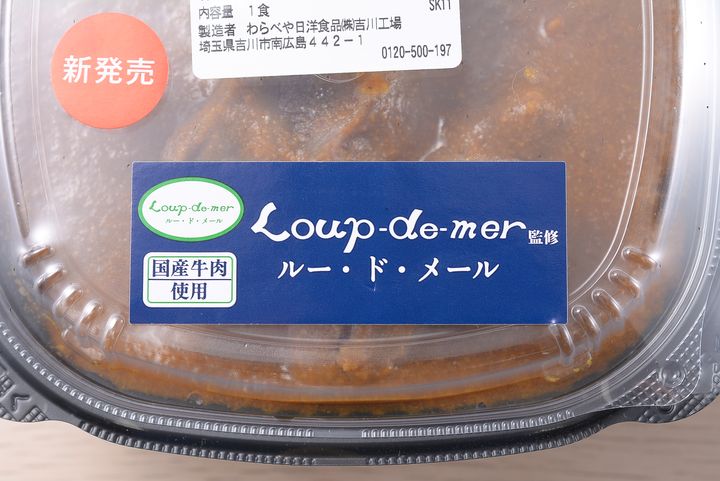 内容量 1食 SK11
製造者 わらべや日洋食品㈱吉川工場
埼玉県吉川市南広島442-1
0120-500-197
新発売
Loup-de-mer
ルー・ド・メール
Loup-de-mer監修
ルー・ド・メール
国産牛肉
使用